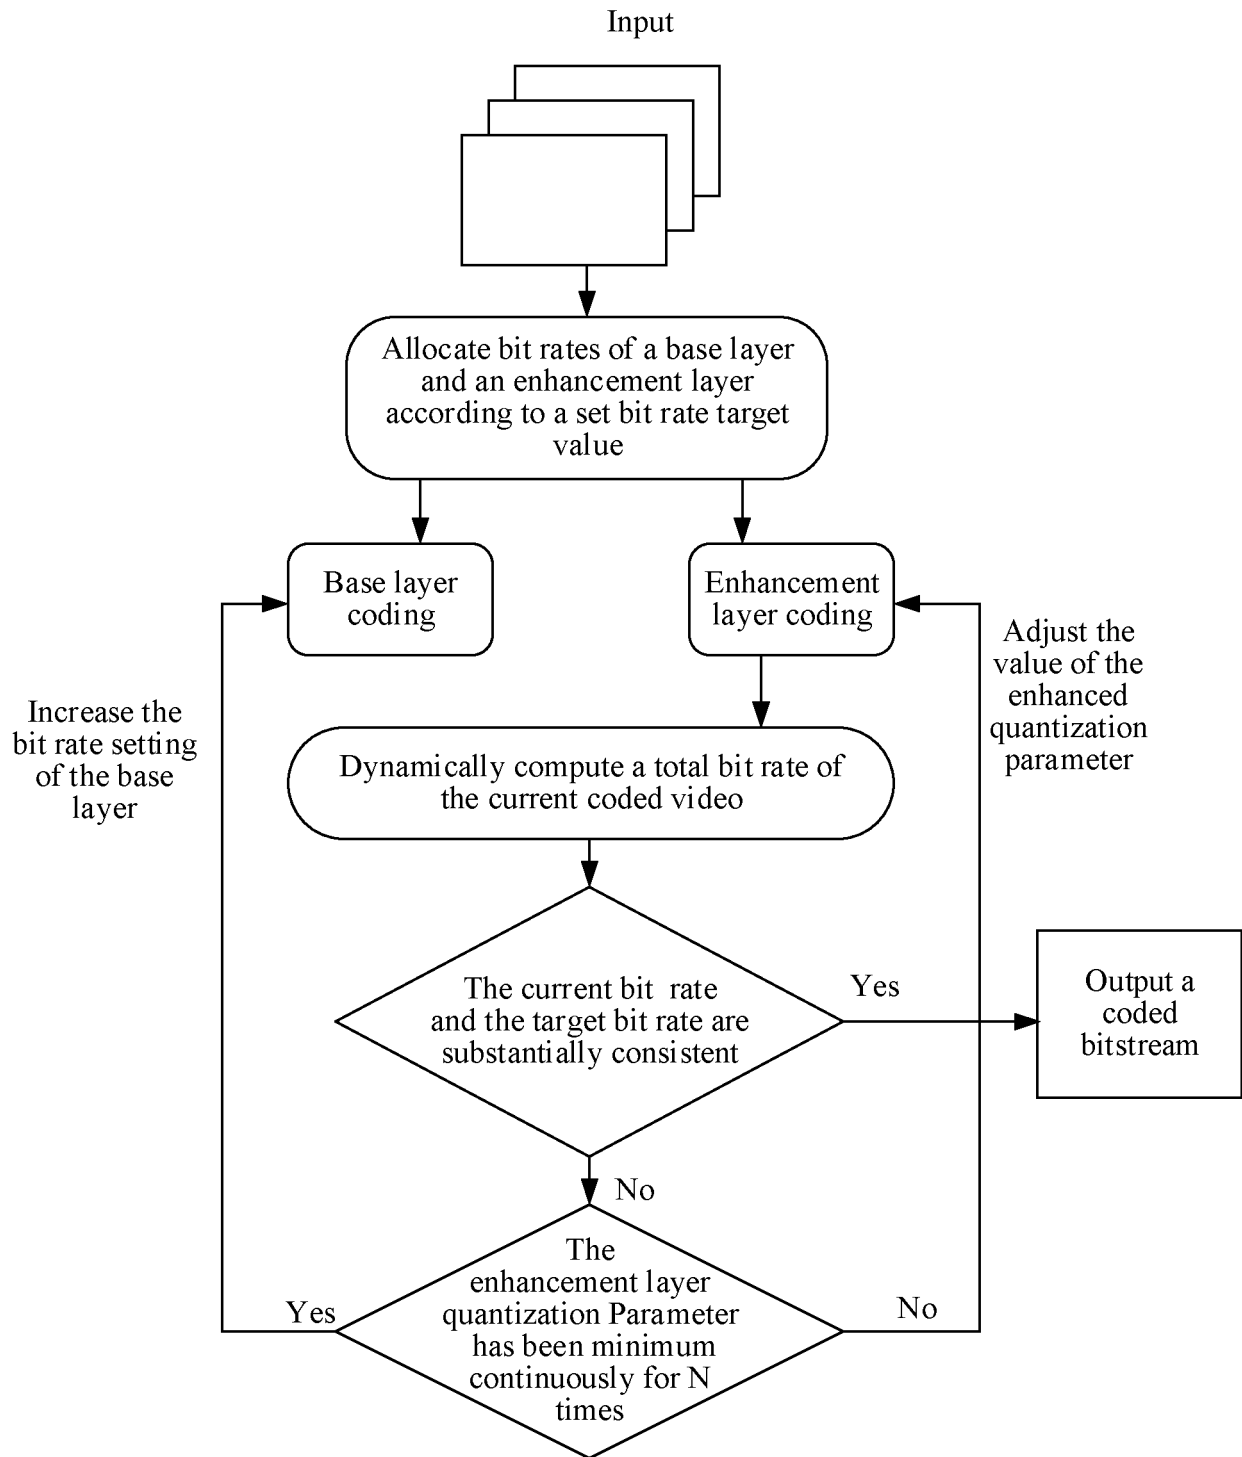 Input
Allocate bit rates of a base layer
and an enhancement layer
according to a set bit rate target
value
Base layer
coding
Enhancement
layer coding
Adjust the
value of the
enhanced
quantization
parameter
Increase the
bit rate setting
of the base
layer
Dynamically compute a total bit rate of
the current coded video
The current bit rate
and the target bit rate are
substantially consistent
Yes
Output a
coded
bitstream
No
The
enhancement layer
quantization Parameter
has been minimum
continuously for N
times
Yes
No